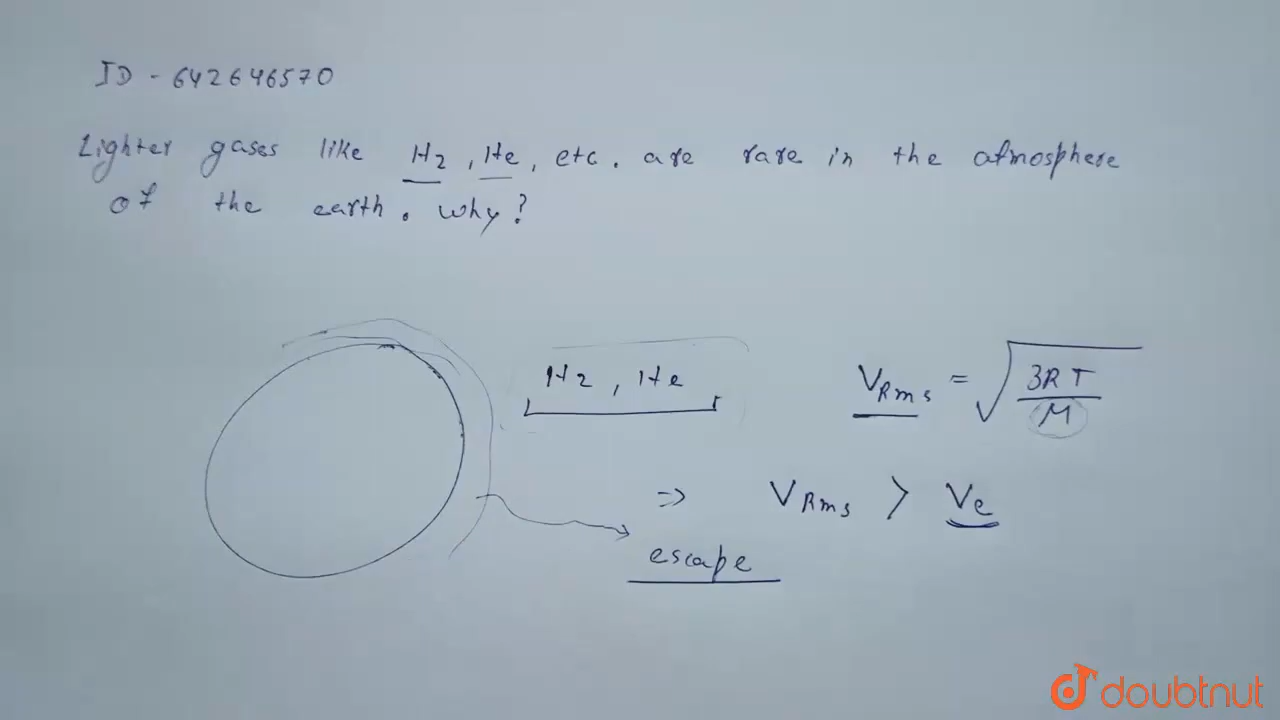 ID - 642646570
Lighter gases like H2, He, etc. are rare in the atmosphere
of the earth. Why?
H2, He
VRms = √(3RT/M)
⇒ VRms > Ve
escape
doubtnut